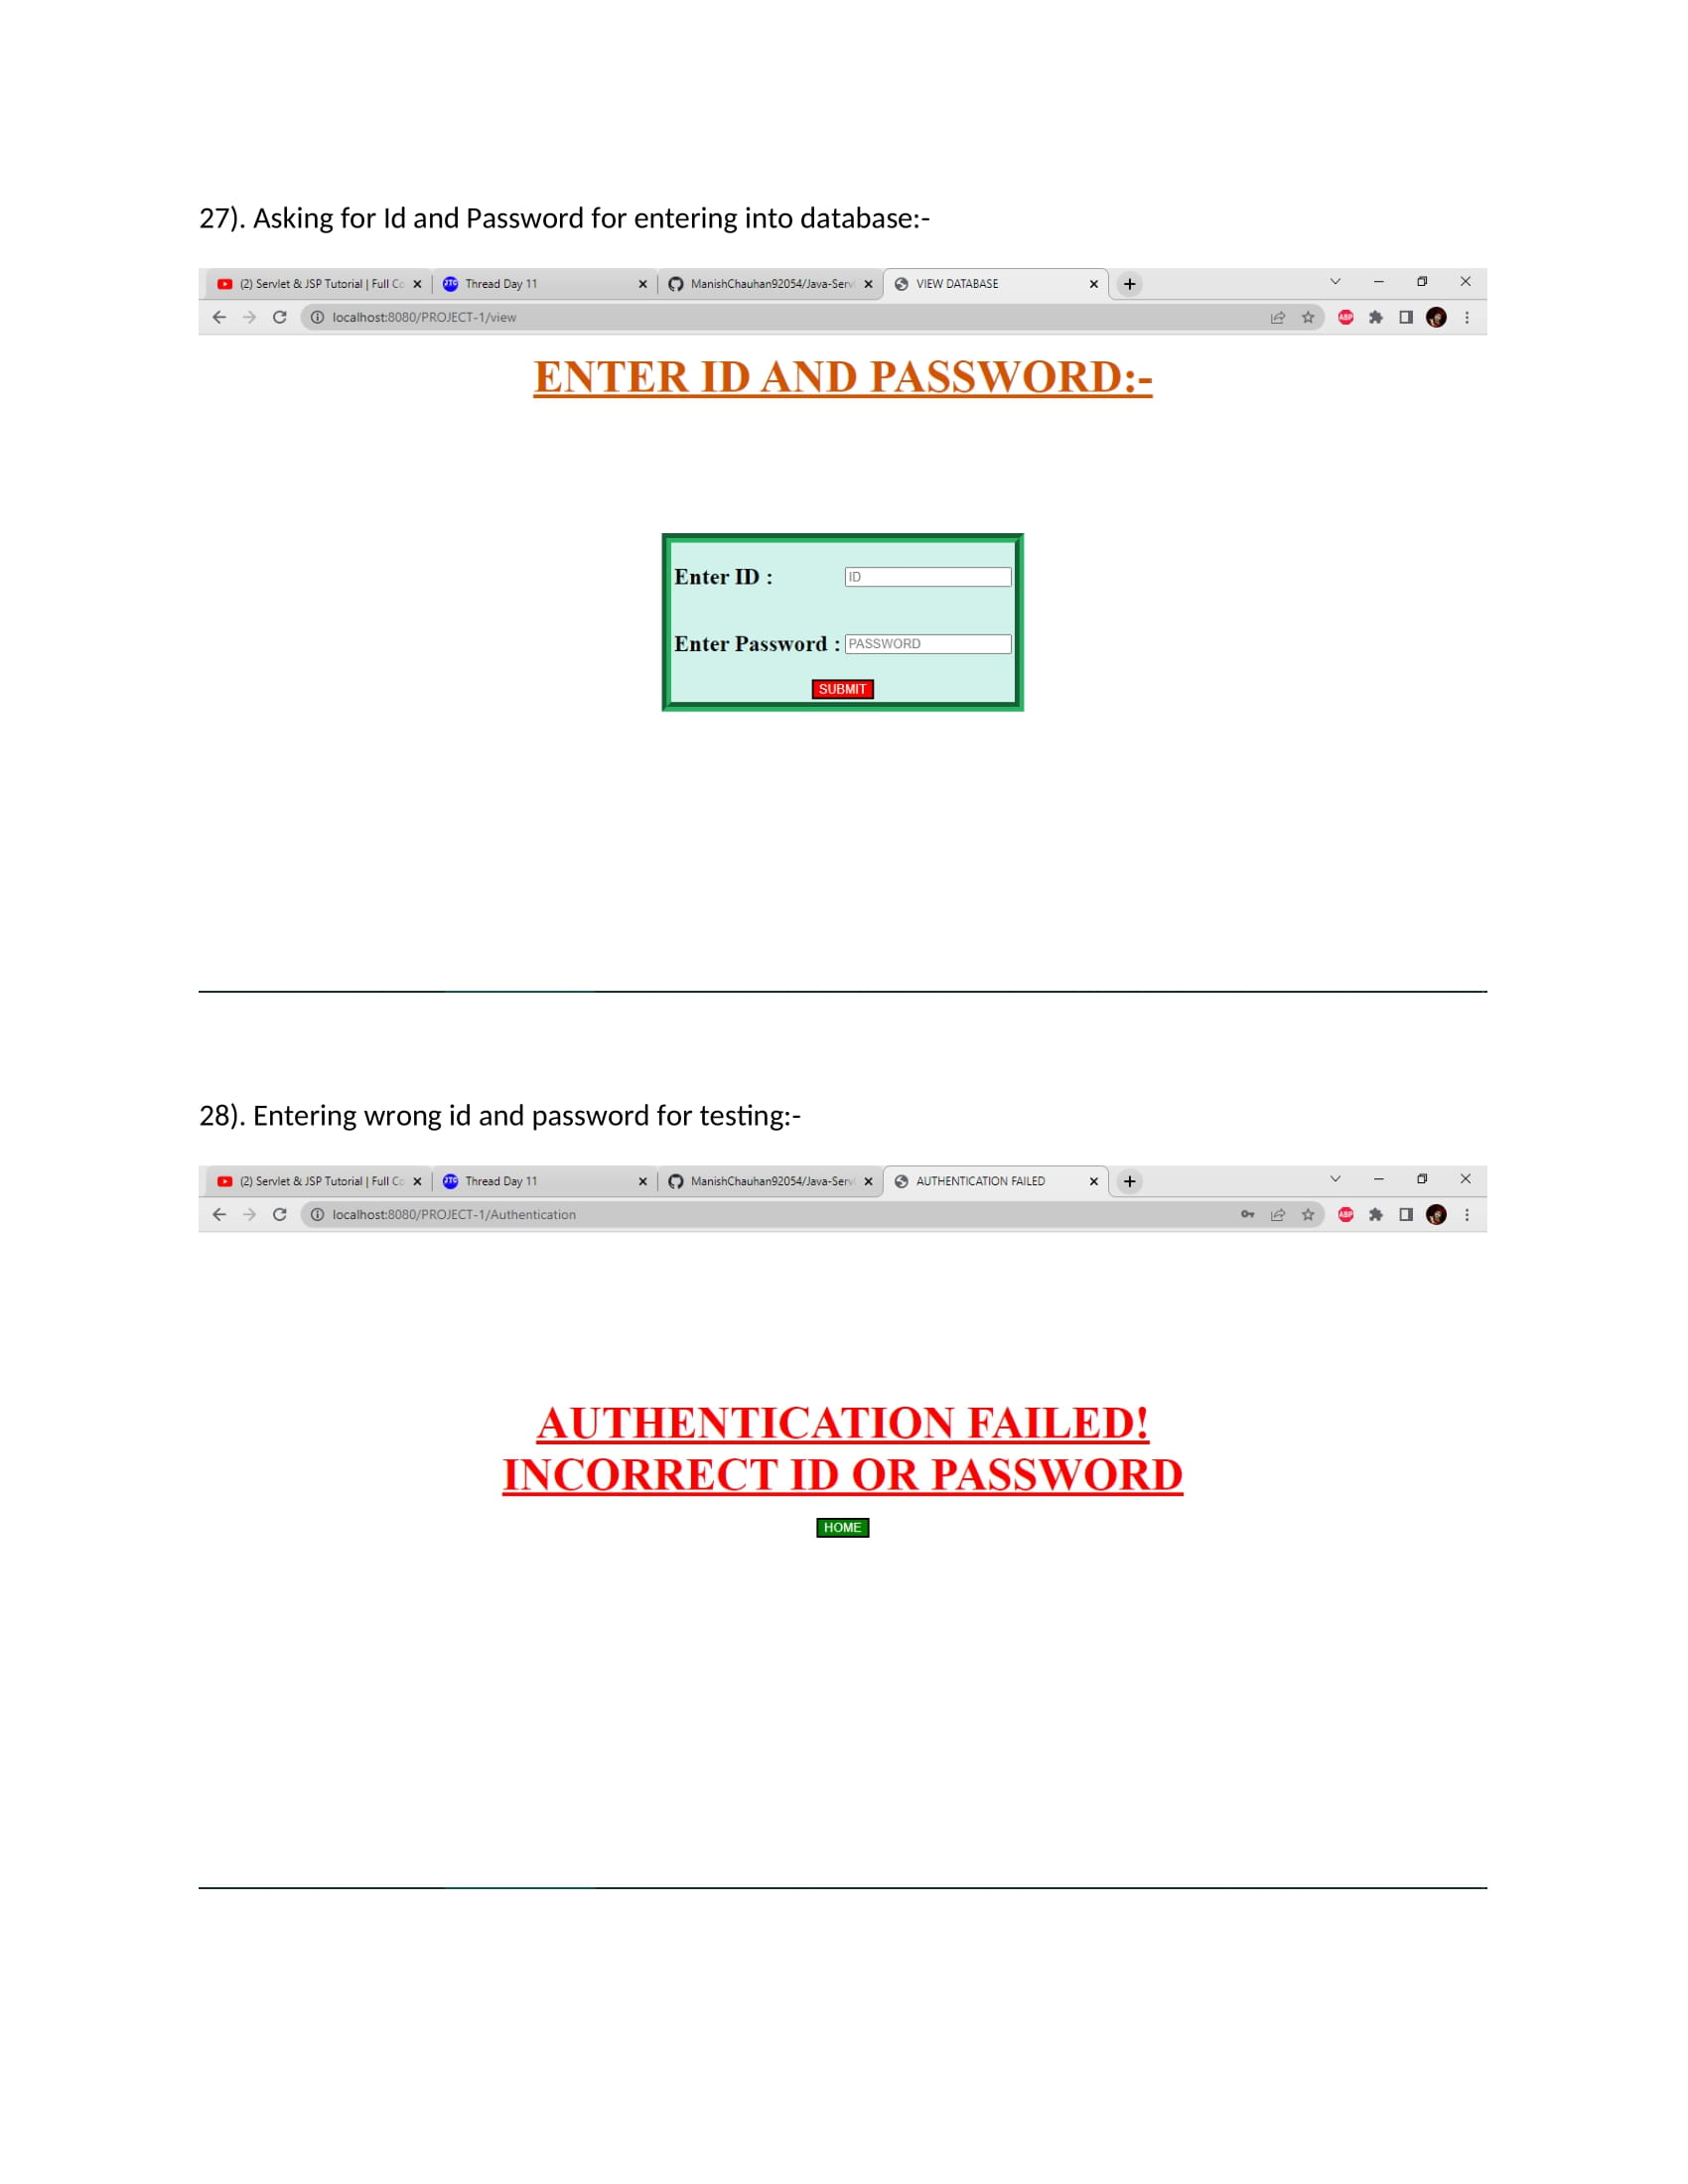 27). Asking for Id and Password for entering into database:-
(2) Servlet & JSP Tutorial | Full Co
Thread Day 11
ManishChauhan92054/Java-Serv
VIEW DATABASE
localhost:8080/PROJECT-1/view
ABP
ENTER ID AND PASSWORD:-
Enter ID : ID
Enter Password : PASSWORD
SUBMIT
28). Entering wrong id and password for testing:-
(2) Servlet & JSP Tutorial | Full Co
Thread Day 11
ManishChauhan92054/Java-Serv
AUTHENTICATION FAILED
localhost:8080/PROJECT-1/Authentication
ABP
AUTHENTICATION FAILED!
INCORRECT ID OR PASSWORD
HOME